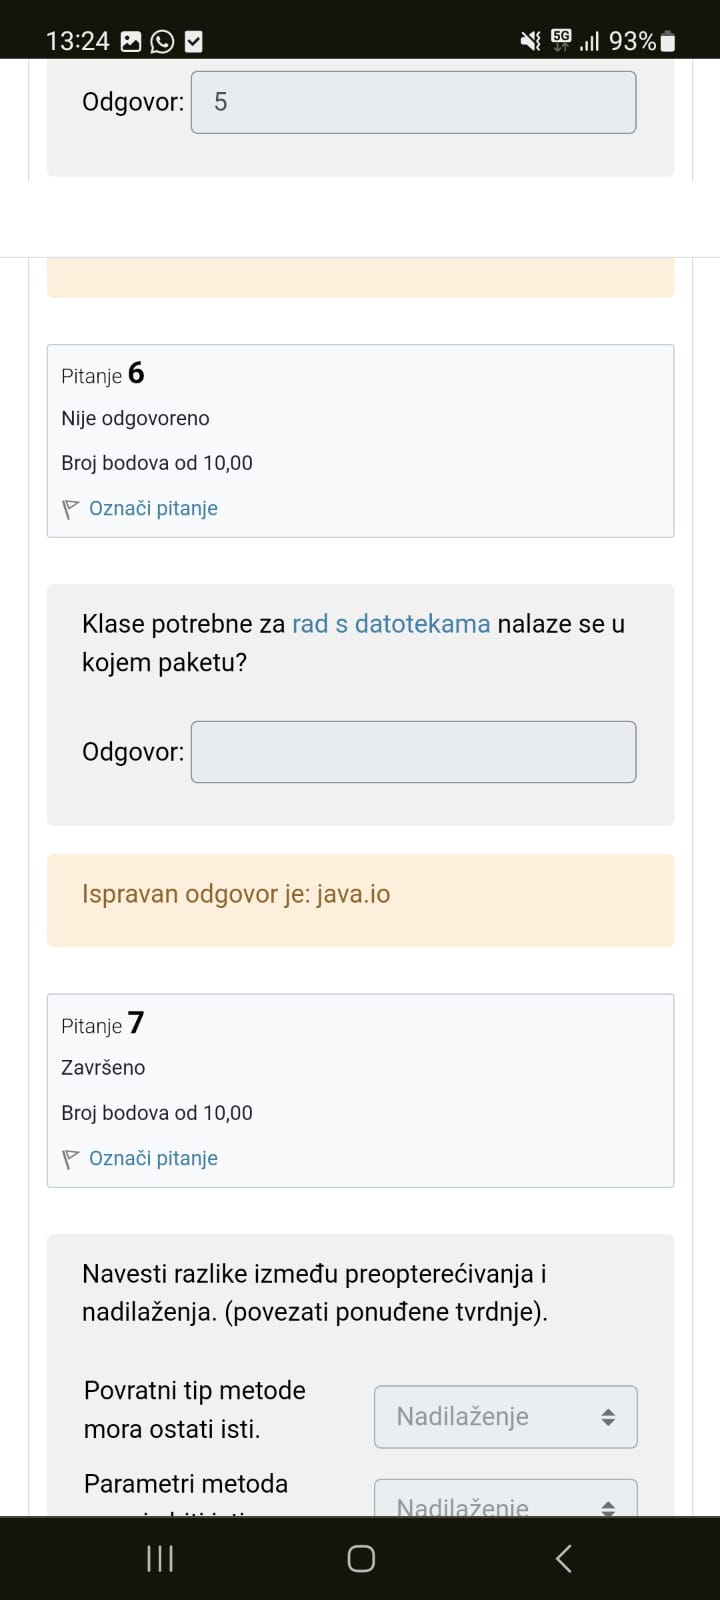 13:24
5G
93%
Odgovor: 5
Pitanje 6
Nije odgovoreno
Broj bodova od 10,00
Označi pitanje
Klase potrebne za rad s datotekama nalaze se u
kojem paketu?
Odgovor:
Ispravan odgovor je: java.io
Pitanje 7
Završeno
Broj bodova od 10,00
Označi pitanje
Navesti razlike između preopterećivanja i
nadilaženja. (povezati ponuđene tvrdnje).
Povratni tip metode
mora ostati isti.
Nadilaženje
Parametri metoda
Nadilaženje